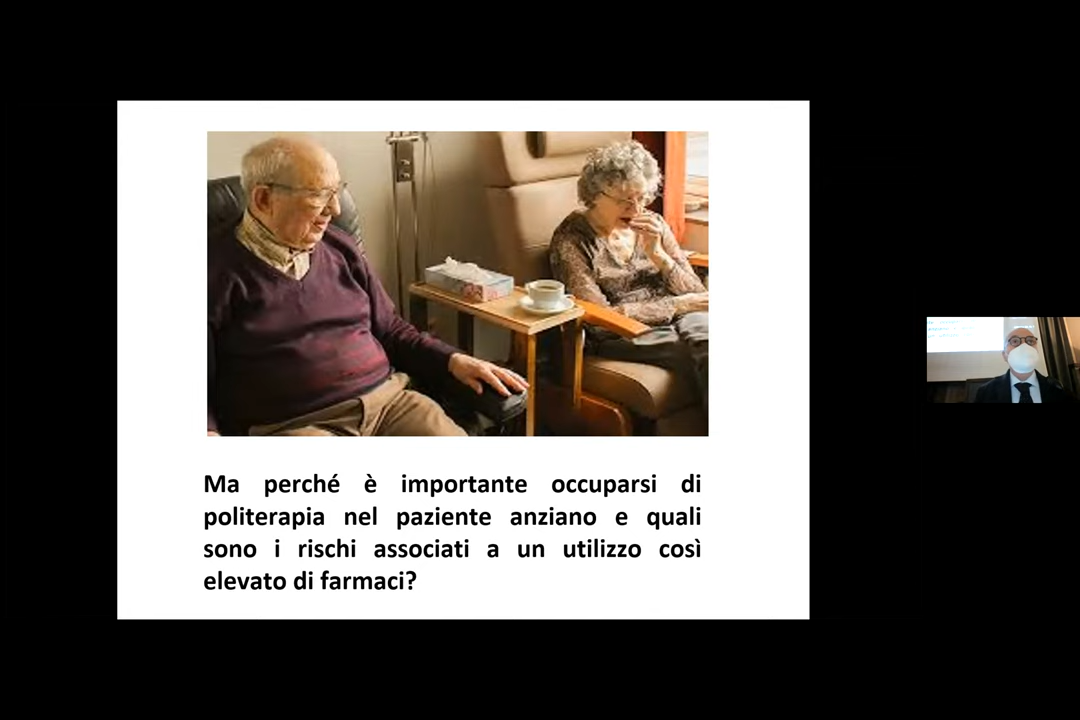 Ma perché è importante occuparsi di
politerapia nel paziente anziano e quali
sono i rischi associati a un utilizzo così
elevato di farmaci?